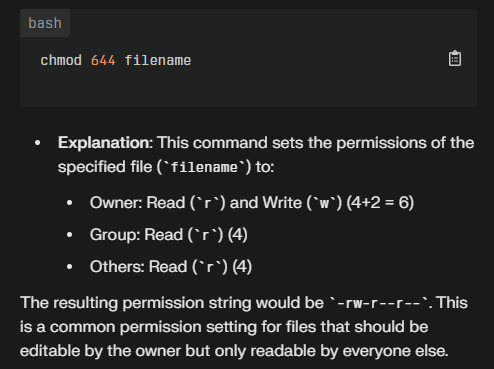 bash
chmod 644 filename
• Explanation: This command sets the permissions of the
specified file (`filename`) to:
• Owner: Read (`r`) and Write (`w`) (4+2 = 6)
• Group: Read (`r`) (4)
• Others: Read (`r`) (4)
The resulting permission string would be `-rw-r--r--`. This
is a common permission setting for files that should be
editable by the owner but only readable by everyone else.